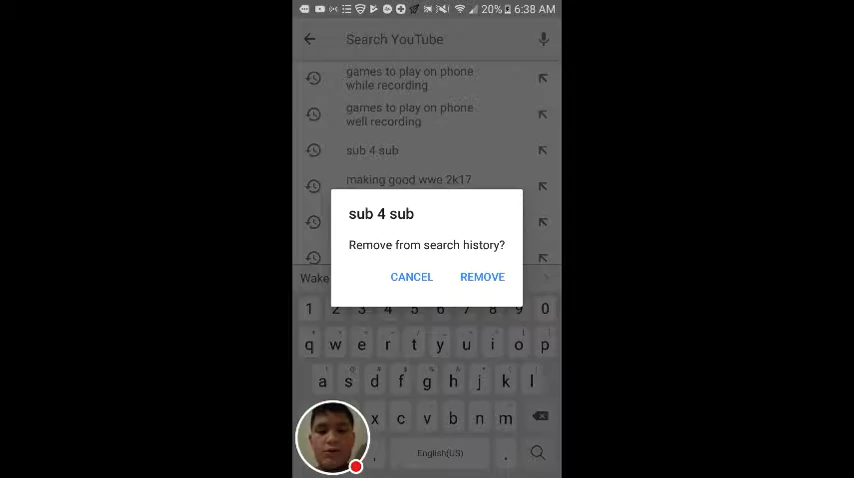 20% 6:38 AM
Search YouTube
games to play on phone
while recording
games to play on phone
well recording
sub 4 sub
making good wwe 2k17
sub 4 sub
Remove from search history?
CANCEL REMOVE
Wake
1 2 3 4 5 6 7 8 9 0
q w e r t y u i o p
a s d f g h j k l
x c v b n m
, English(US) .